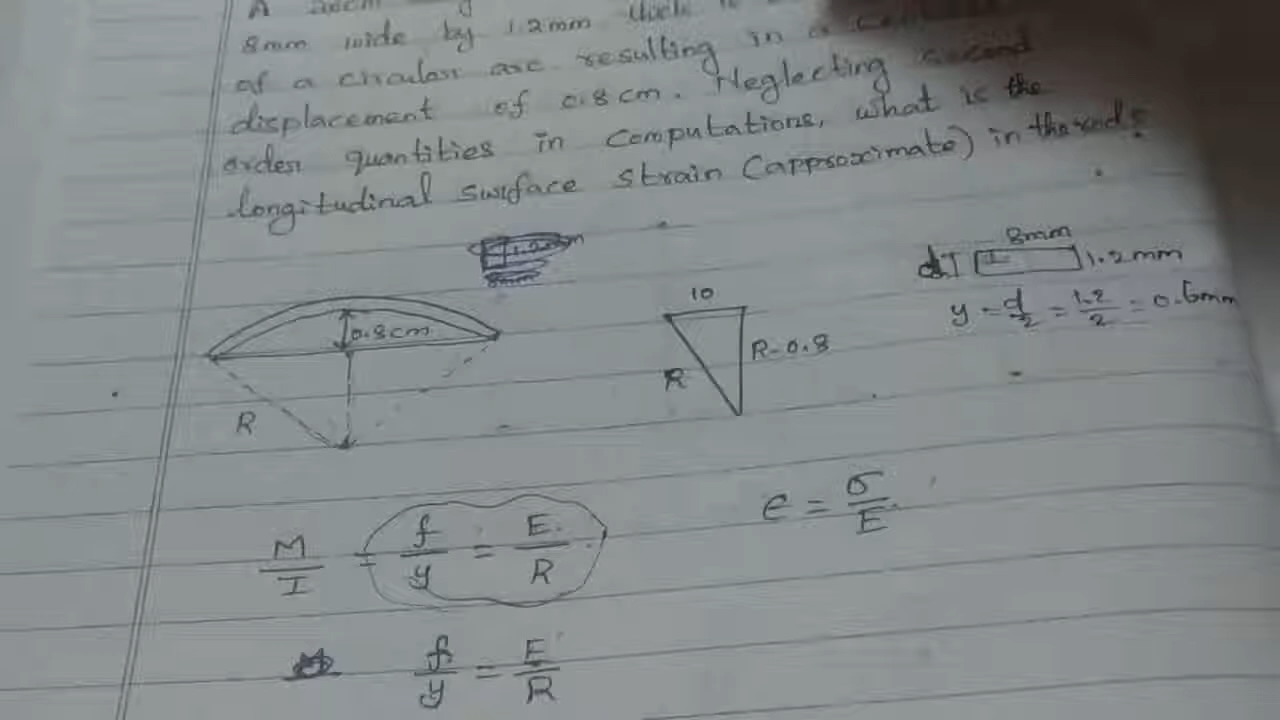 A
8mm wide by 1.2mm thick
of a circular arc resulting in a
displacement of 0.8cm. Neglecting second
order quantities in computations, what is the
longitudinal surface strain (approximate) in the rod?
8mm
d 1.2mm
y = d/2 = 1.2/2 = 0.6mm
0.8cm
R
10
R-0.8
R
M/I = f/y = E/R
e = σ/E
f/y = E/R